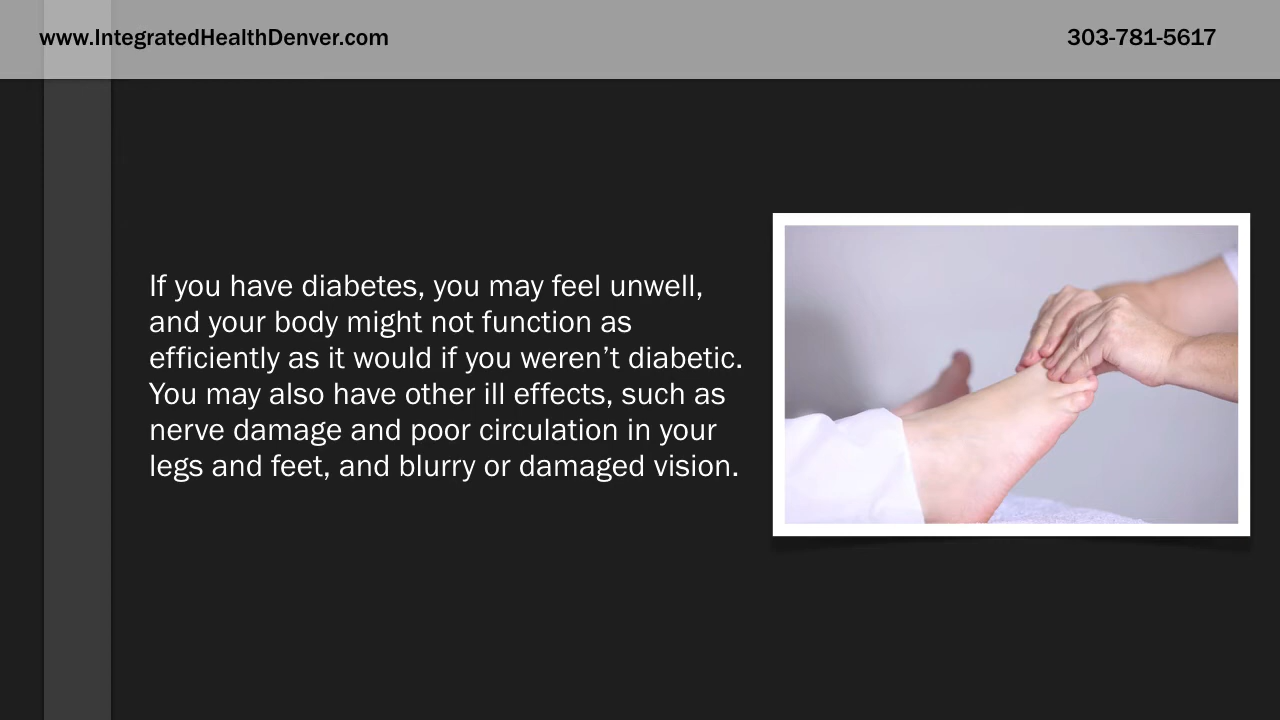 www.IntegratedHealthDenver.com
303-781-5617
If you have diabetes, you may feel unwell,
and your body might not function as
efficiently as it would if you weren’t diabetic.
You may also have other ill effects, such as
nerve damage and poor circulation in your
legs and feet, and blurry or damaged vision.